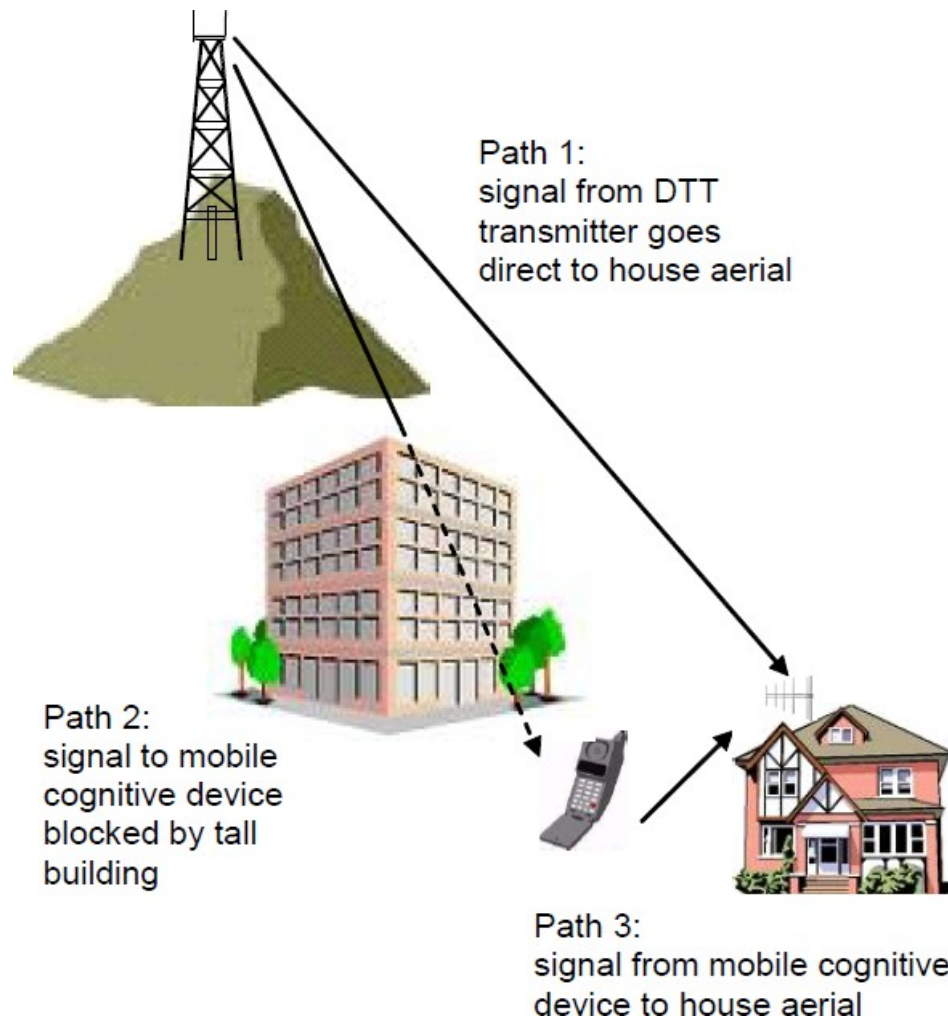 Path 1:
signal from DTT
transmitter goes
direct to house aerial
Path 2:
signal to mobile
cognitive device
blocked by tall
building
Path 3:
signal from mobile cognitive
device to house aerial